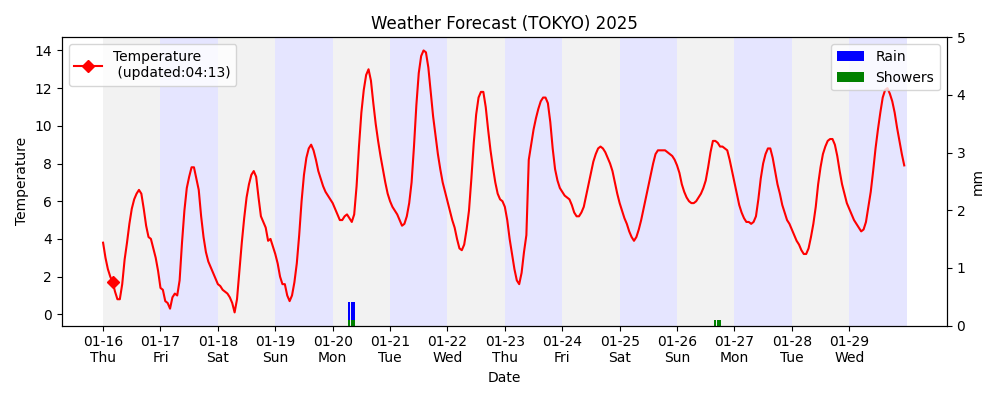 Weather Forecast (TOKYO) 2025
Temperature
(updated:04:13)
Rain
Showers
14
12
10
8
6
4
2
0
Temperature
5
4
3
2
1
0
mm
01-16 01-17 01-18 01-19 01-20 01-21 01-22 01-23 01-24 01-25 01-26 01-27 01-28 01-29
Thu Fri Sat Sun Mon Tue Wed Thu Fri Sat Sun Mon Tue Wed
Date